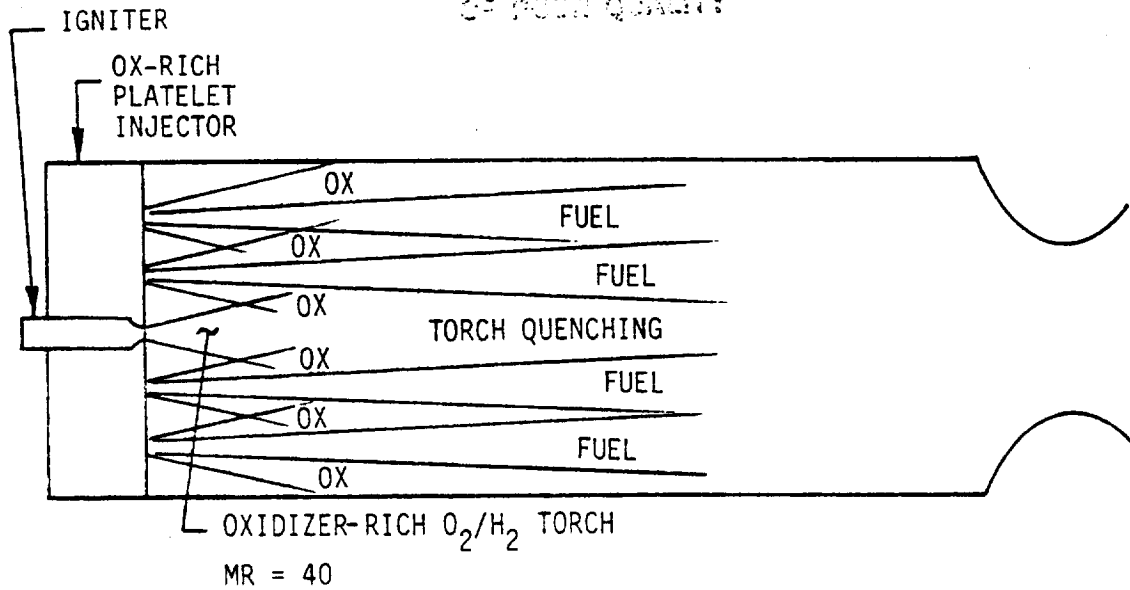 IGNITER
OX-RICH
PLATELET
INJECTOR
OX
FUEL
OX
FUEL
OX
TORCH QUENCHING
OX
FUEL
OX
FUEL
OX
OXIDIZER-RICH O₂/H₂ TORCH
MR = 40